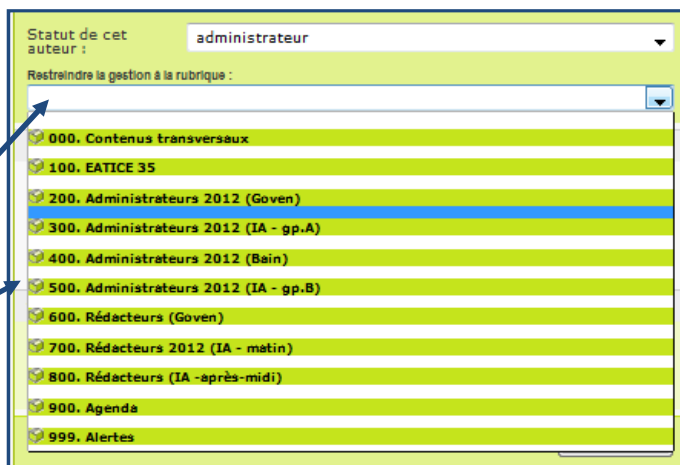 Statut de cet
auteur :
administrateur
Restreindre la gestion à la rubrique :
000. Contenus transversaux
100. EATICE 35
200. Administrateurs 2012 (Goven)
300. Administrateurs 2012 (IA - gp.A)
400. Administrateurs 2012 (Bain)
500. Administrateurs 2012 (IA - gp.B)
600. Rédacteurs (Goven)
700. Rédacteurs 2012 (IA - matin)
800. Rédacteurs (IA -après-midi)
900. Agenda
999. Alertes